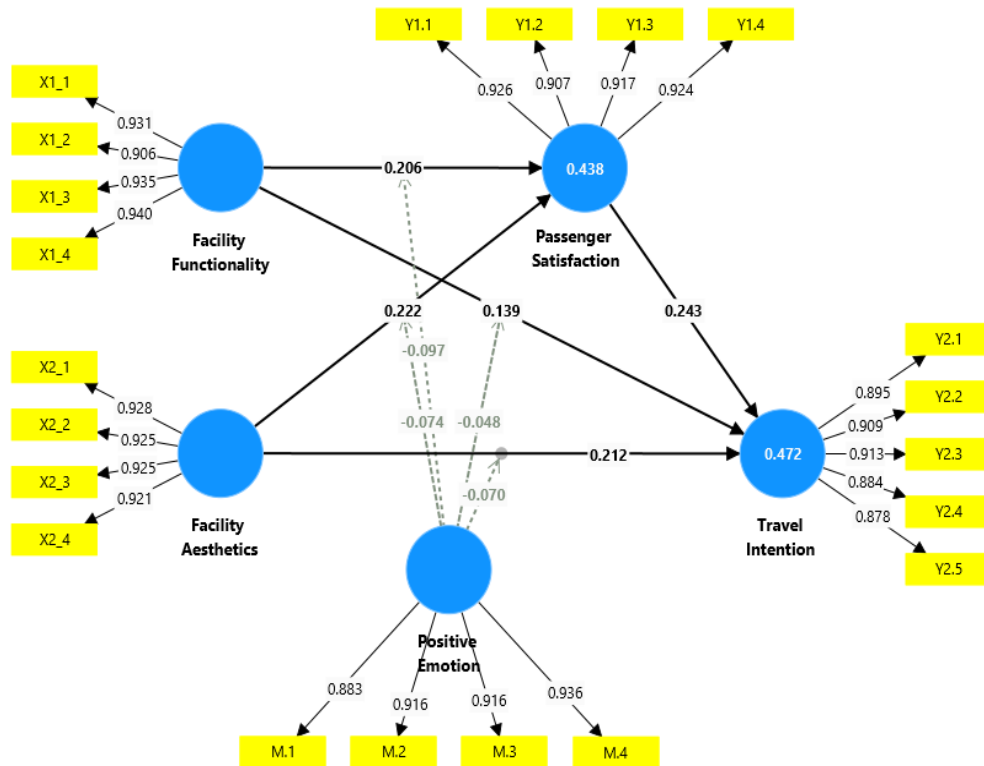 Y1.1 Y1.2 Y1.3 Y1.4
0.926 0.907 0.917 0.924
X1_1
X1_2
X1_3
X1_4
0.931
0.906
0.935
0.940
Facility
Functionality
0.206
0.438
Passenger
Satisfaction
0.222
0.139
0.243
-0.097
-0.074
-0.048
-0.070
X2_1
X2_2
X2_3
X2_4
0.928
0.925
0.925
0.921
Facility
Aesthetics
0.212
0.472
Travel
Intention
0.895
0.909
0.913
0.884
0.878
Y2.1
Y2.2
Y2.3
Y2.4
Y2.5
Positive
Emotion
0.883 0.916 0.916 0.936
M.1 M.2 M.3 M.4